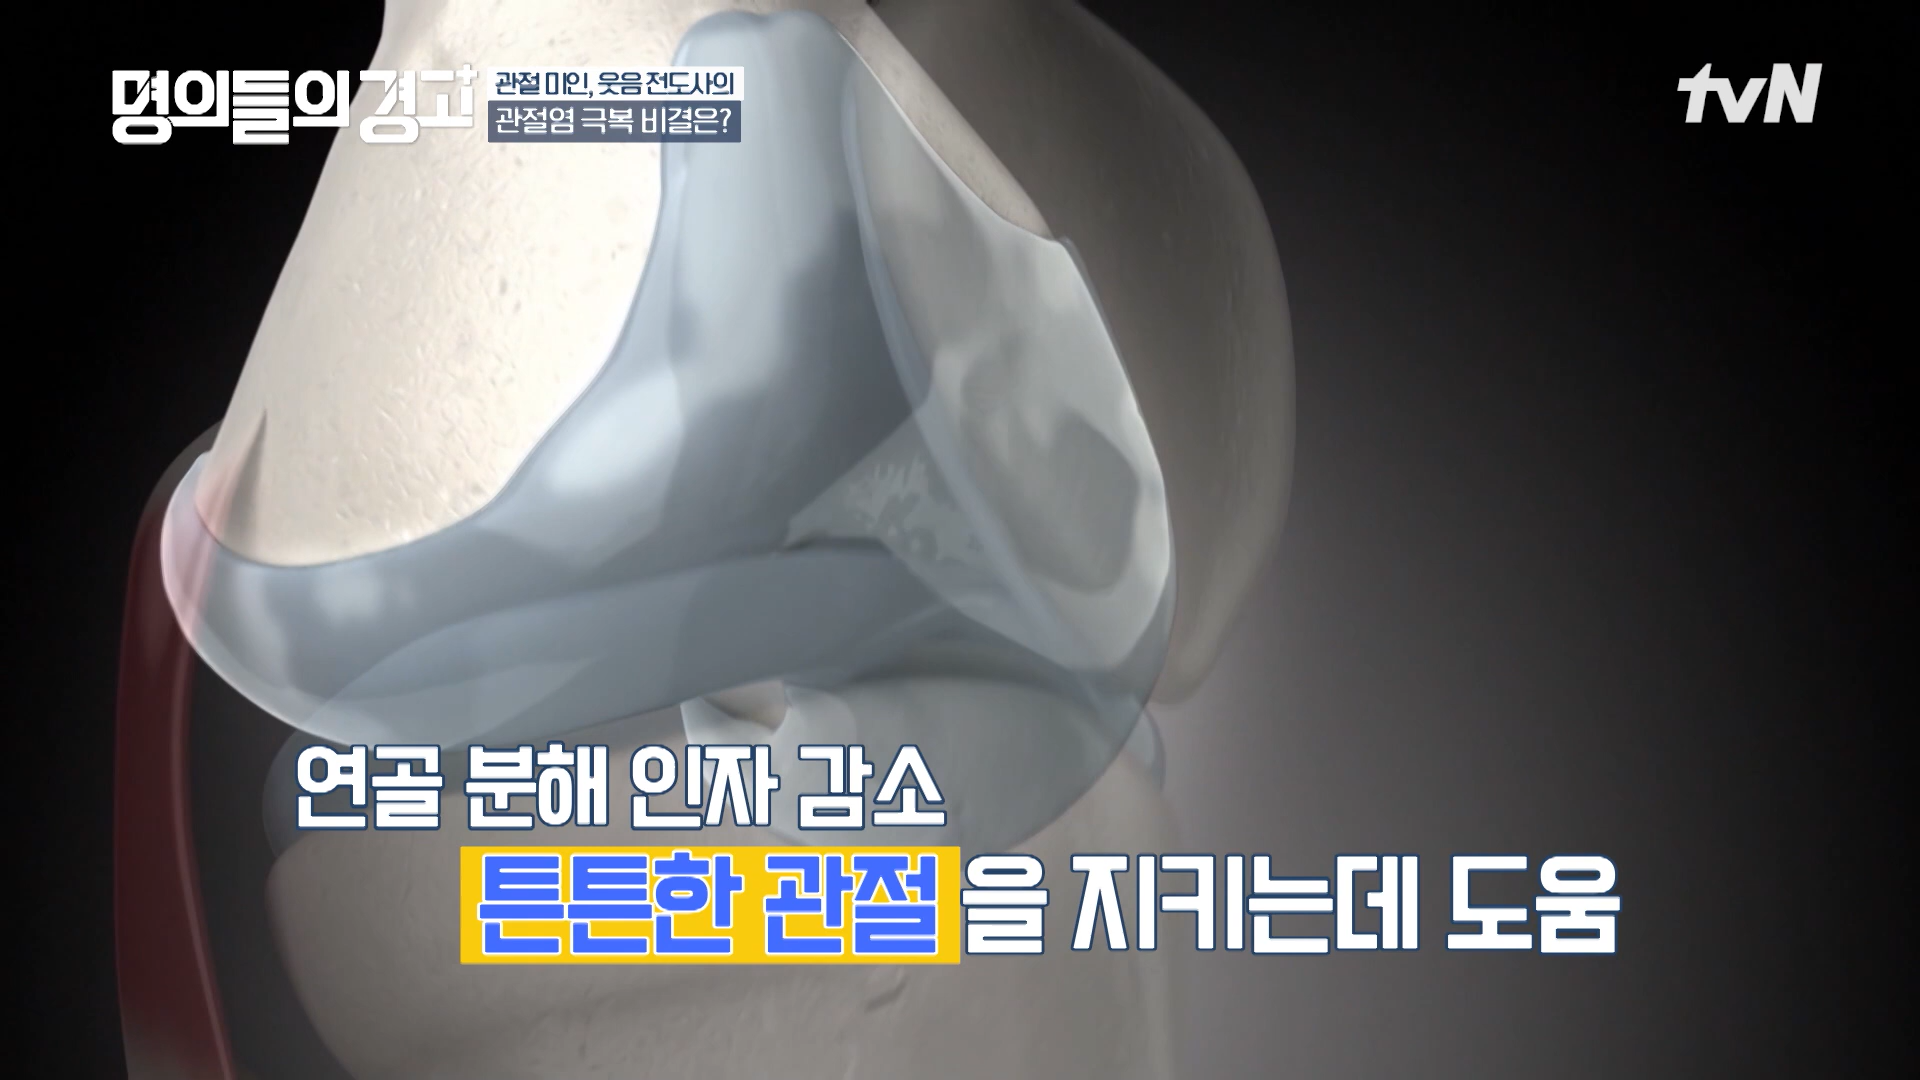 명의들의 경고+
관절 미인, 웃음 전도사의
관절염 극복 비결은?
tvN
연골 분해 인자 감소
튼튼한 관절을 지키는데 도움